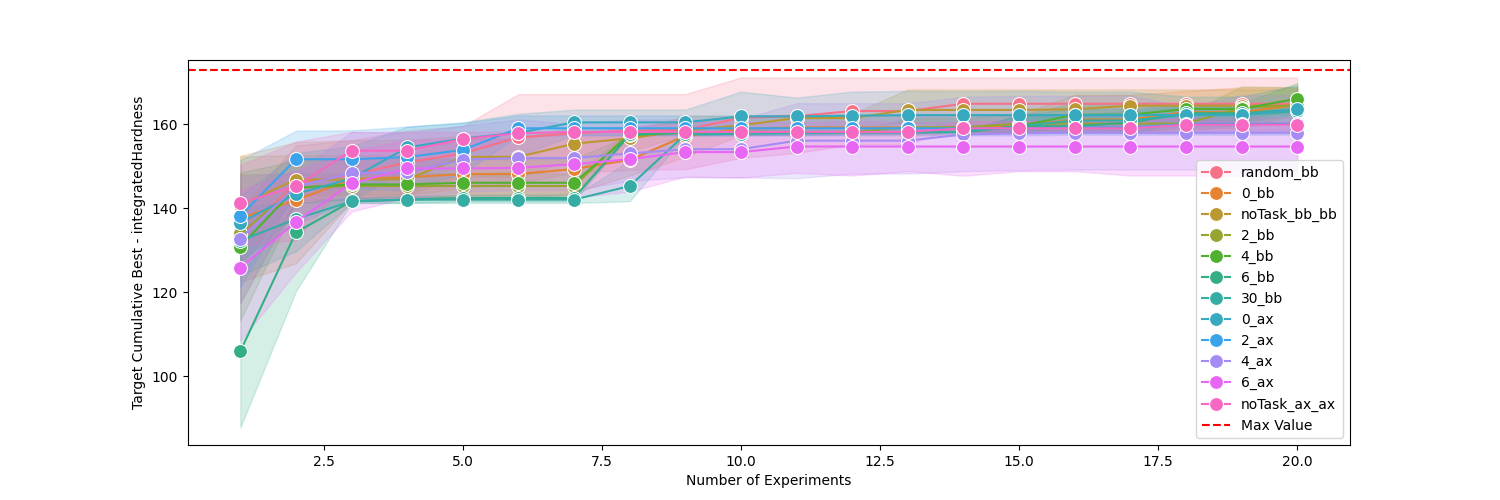 Target Cumulative Best - integratedHardness
160
140
120
100
2.5
5.0
7.5
10.0
12.5
15.0
17.5
20.0
Number of Experiments
random_bb
0_bb
noTask_bb_bb
2_bb
4_bb
6_bb
30_bb
0_ax
2_ax
4_ax
6_ax
noTask_ax_ax
Max Value